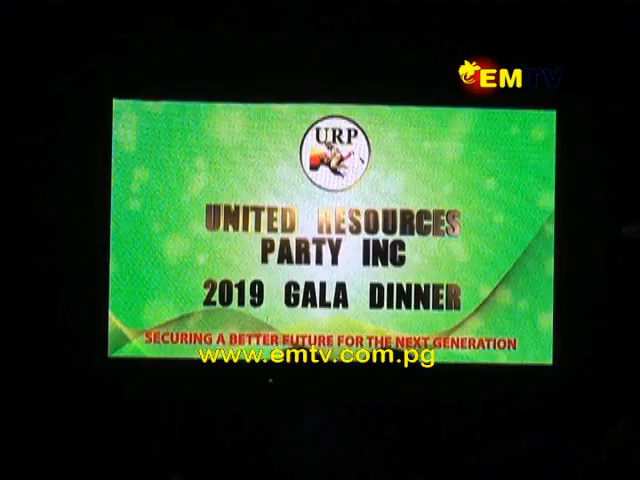 EMTV
URP
UNITED RESOURCES
PARTY INC
2019 GALA DINNER
SECURING A BETTER FUTURE FOR THE NEXT GENERATION
www.emtv.com.pg